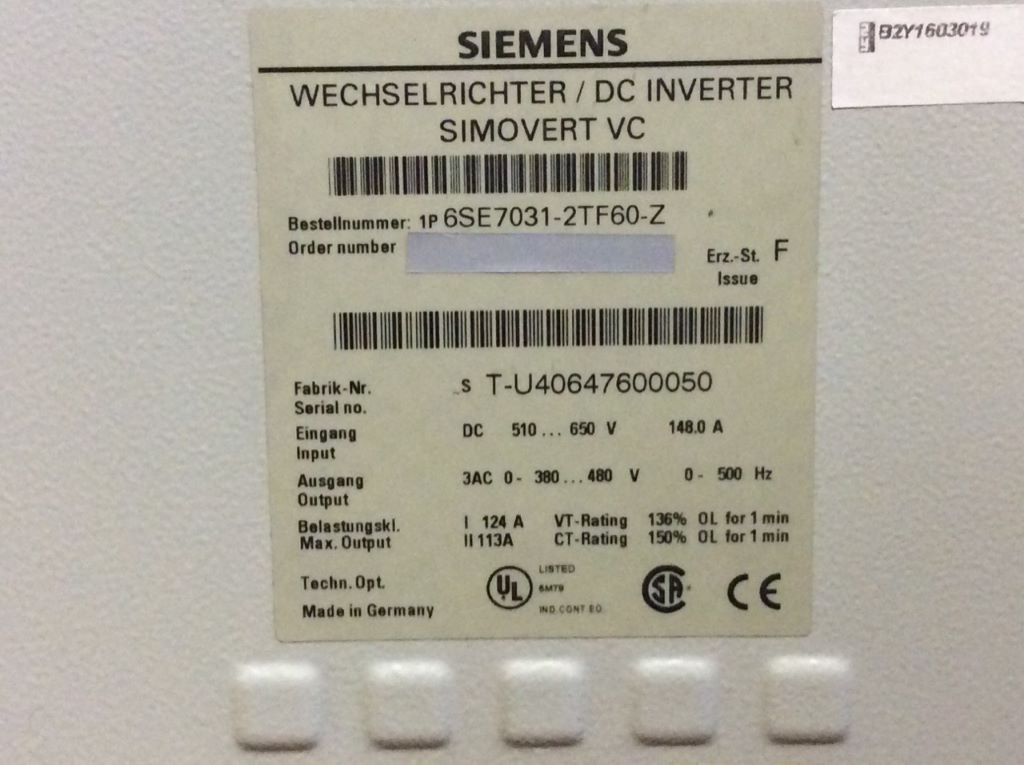 SIEMENS
B2Y1603019
WECHSELRICHTER / DC INVERTER
SIMOVERT VC
Bestellnummer: 1P 6SE7031-2TF60-Z
Order number
Erz.-St. F
Issue
Fabrik-Nr. S T-U40647600050
Serial no.
Eingang DC 510...650 V 148.0 A
Input
Ausgang 3AC 0- 380...480 V 0- 500 Hz
Output
Belastungskl. I 124 A VT-Rating 136% OL for 1 min
Max. Output II 113A CT-Rating 150% OL for 1 min
Techn. Opt.
UL LISTED
6M79
IND.CONT.EQ.
SA CE
Made in Germany